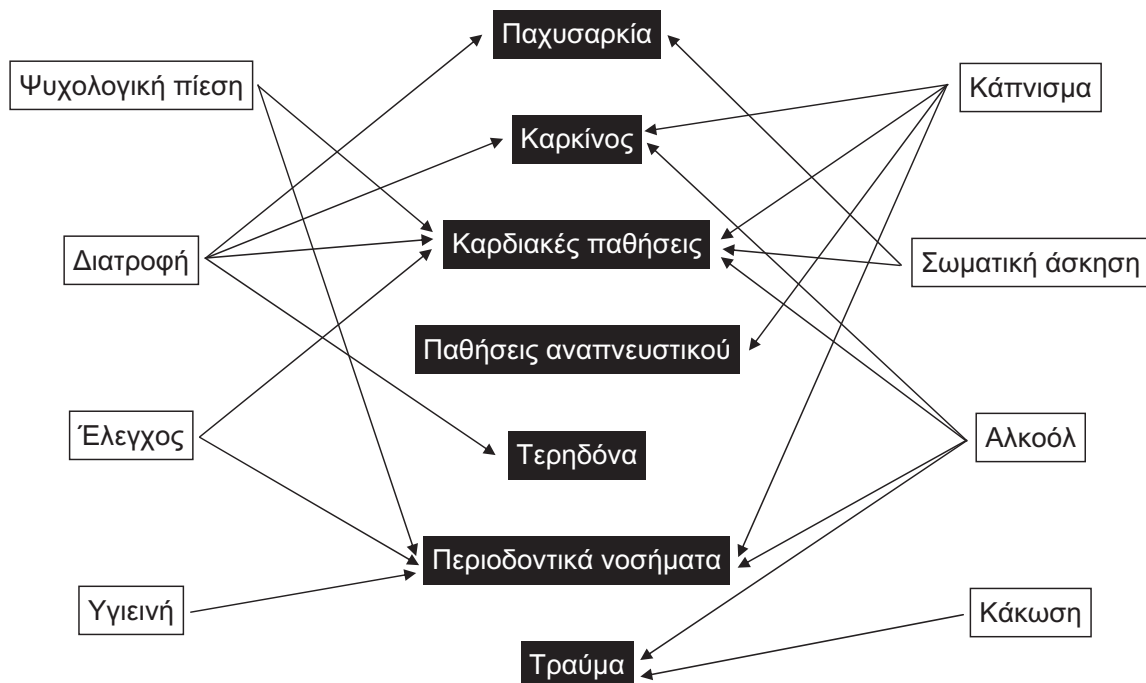 Παχυσαρκία
Ψυχολογική πίεση
Κάπνισμα
Καρκίνος
Καρδιακές παθήσεις
Διατροφή
Σωματική άσκηση
Παθήσεις αναπνευστικού
Έλεγχος
Αλκοόλ
Τερηδόνα
Περιοδοντικά νοσήματα
Υγιεινή
Κάκωση
Τραύμα